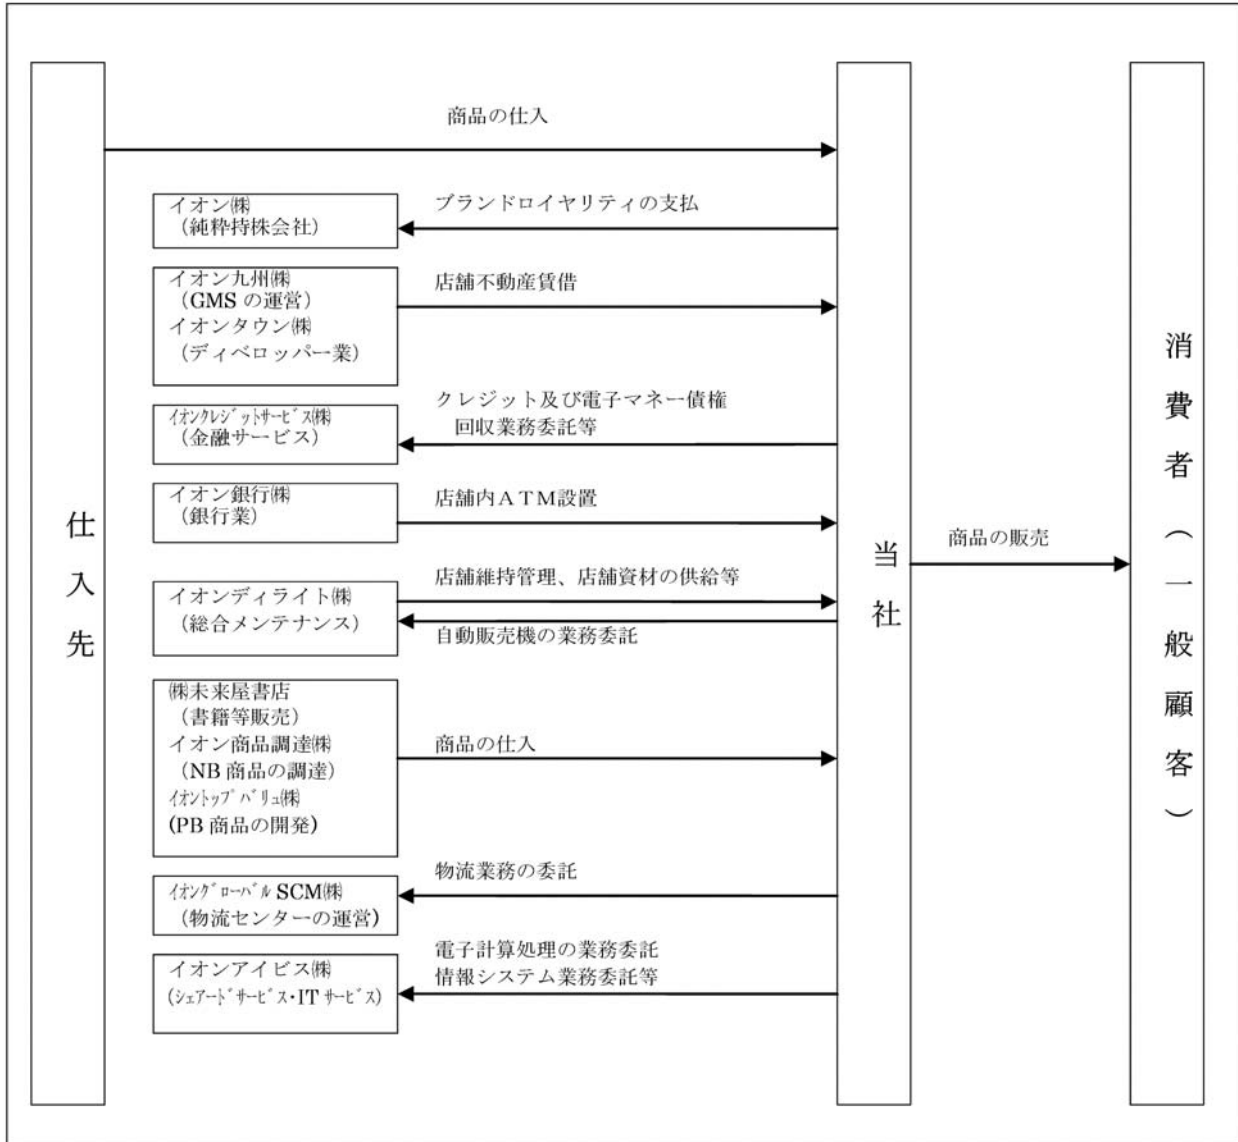 商品の仕入
イオン㈱
（純粋持株会社）
ブランドロイヤリティの支払
イオン九州㈱
（GMS の運営）
イオンタウン㈱
（ディベロッパー業）
店舗不動産賃借
ｲｵﾝｸﾚｼﾞｯﾄｻｰﾋﾞｽ㈱
（金融サービス）
クレジット及び電子マネー債権
回収業務委託等
イオン銀行㈱
（銀行業）
店舗内ＡＴＭ設置
イオンディライト㈱
（総合メンテナンス）
店舗維持管理、店舗資材の供給等
自動販売機の業務委託
㈱未来屋書店
（書籍等販売）
イオン商品調達㈱
（NB 商品の調達）
ｲｵﾝﾄｯﾌﾟﾊﾞﾘｭ㈱
(PB 商品の開発)
商品の仕入
ｲｵﾝｸﾞﾛｰﾊﾞﾙ SCM㈱
（物流センターの運営)
物流業務の委託
イオンアイビス㈱
(ｼｪｱｰﾄﾞｻｰﾋﾞｽ･IT ｻｰﾋﾞｽ)
電子計算処理の業務委託
情報システム業務委託等
仕入先
当社
商品の販売
消費者（一般顧客）